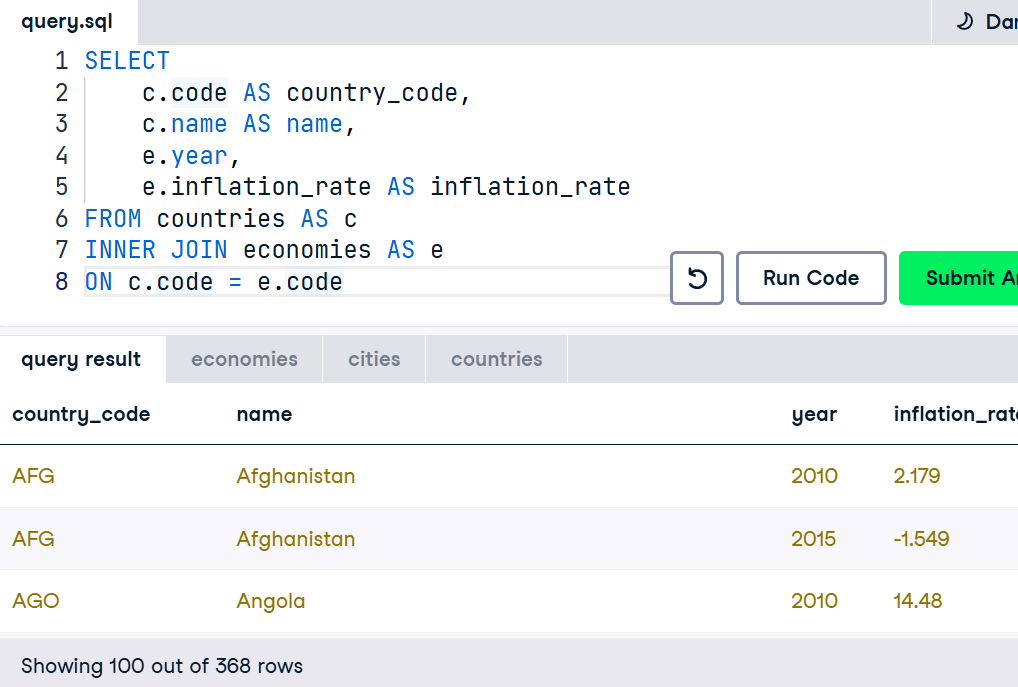 query.sql
1 SELECT
2 c.code AS country_code,
3 c.name AS name,
4 e.year,
5 e.inflation_rate AS inflation_rate
6 FROM countries AS c
7 INNER JOIN economies AS e
8 ON c.code = e.code
Run Code
query result economies cities countries
country_code name year
AFG Afghanistan 2010 2.179
AFG Afghanistan 2015 -1.549
AGO Angola 2010 14.48
Showing 100 out of 368 rows